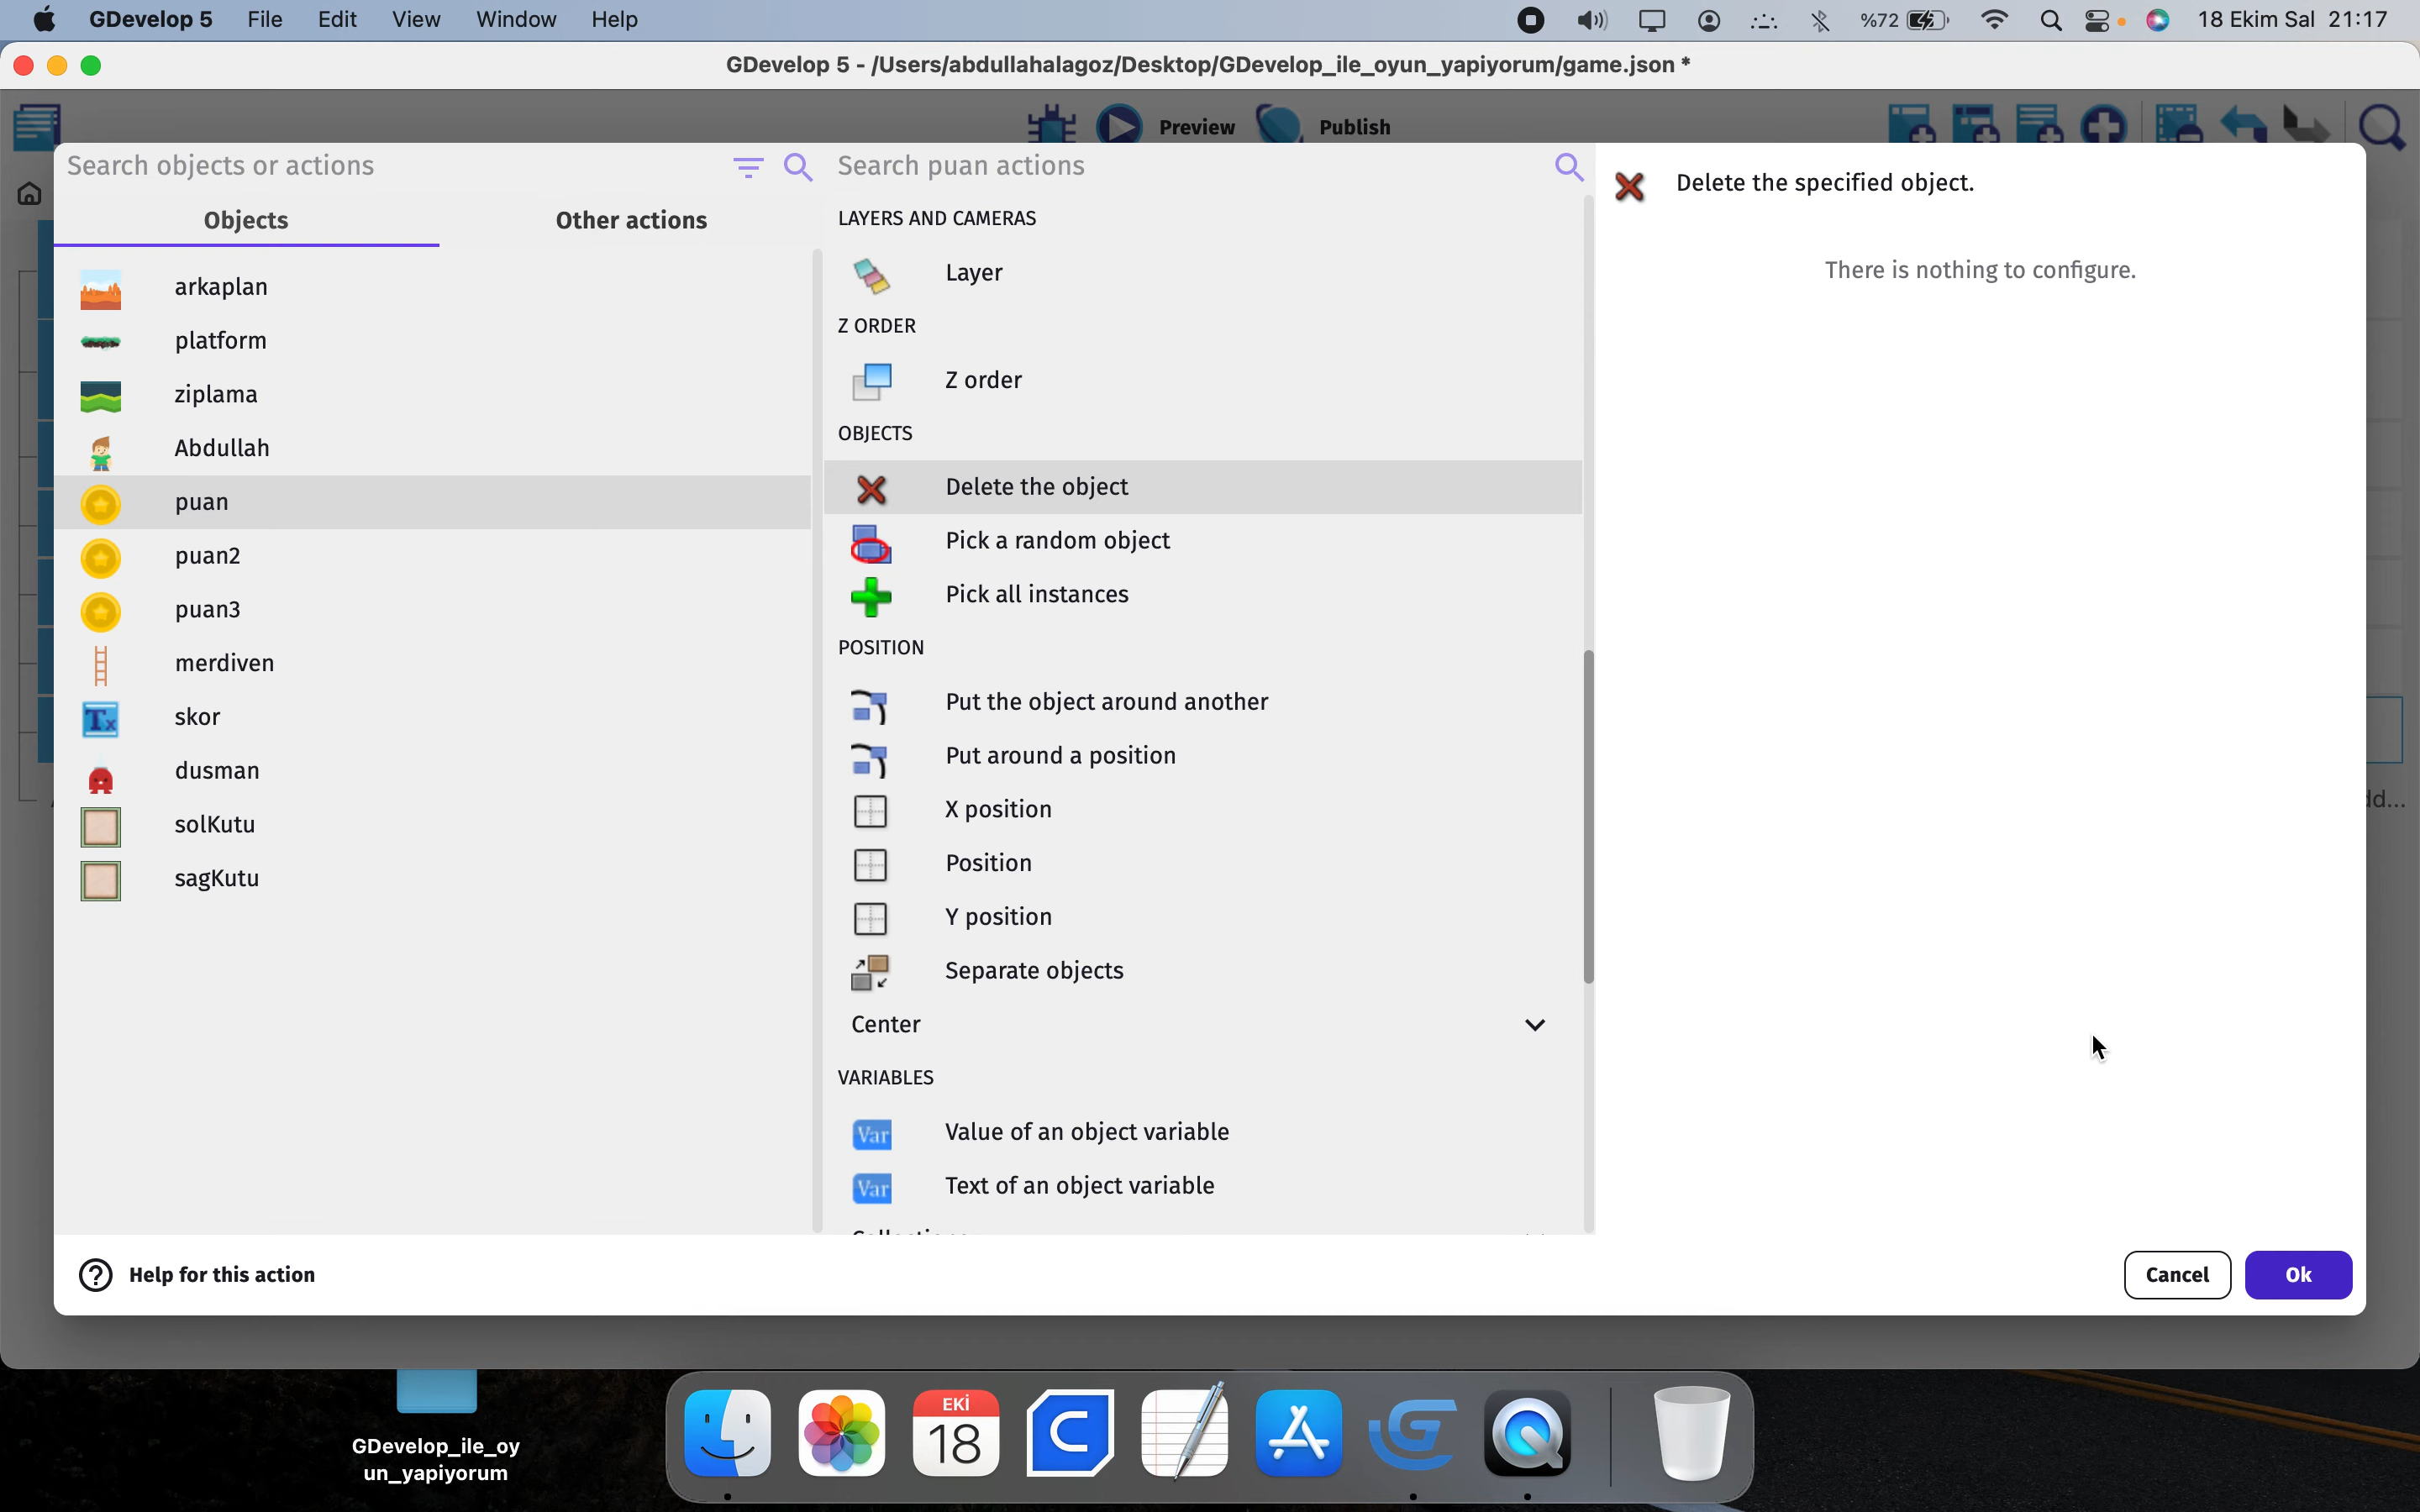 GDevelop 5 File Edit View Window Help %72 18 Ekim Sal 21:17
GDevelop 5 - /Users/abdullahalagoz/Desktop/GDevelop_ile_oyun_yapiyorum/game.json *
Preview Publish
Search objects or actions
Objects Other actions
arkaplan
platform
ziplama
Abdullah
puan
puan2
puan3
merdiven
skor
dusman
solKutu
sagKutu
Search puan actions
LAYERS AND CAMERAS
Layer
Z ORDER
Z order
OBJECTS
Delete the object
Pick a random object
Pick all instances
POSITION
Put the object around another
Put around a position
X position
Position
Y position
Separate objects
Center
VARIABLES
Var Value of an object variable
Var Text of an object variable
Delete the specified object.
There is nothing to configure.
dd...
Help for this action
Cancel Ok
GDevelop_ile_oy
un_yapiyorum
EKİ
18